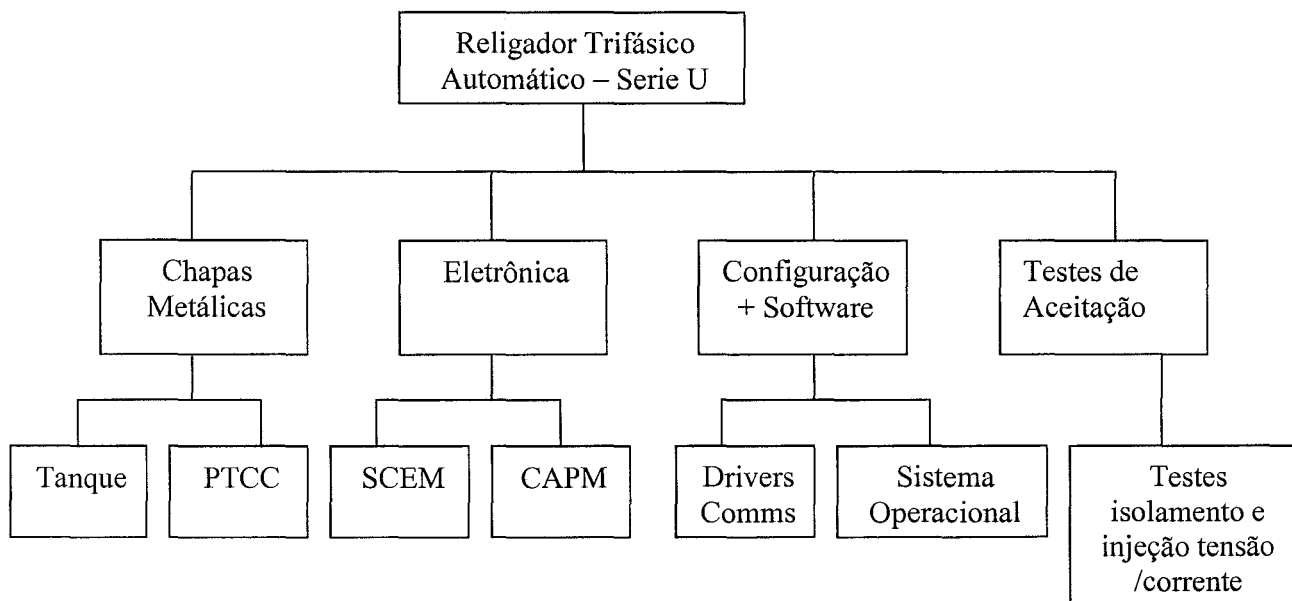 Religador Trifásico
Automático – Serie U
Chapas
Metálicas
Eletrônica
Configuração
+ Software
Testes de
Aceitação
Tanque
PTCC
SCEM
CAPM
Drivers
Comms
Sistema
Operacional
Testes
isolamento e
injeção tensão
/corrente